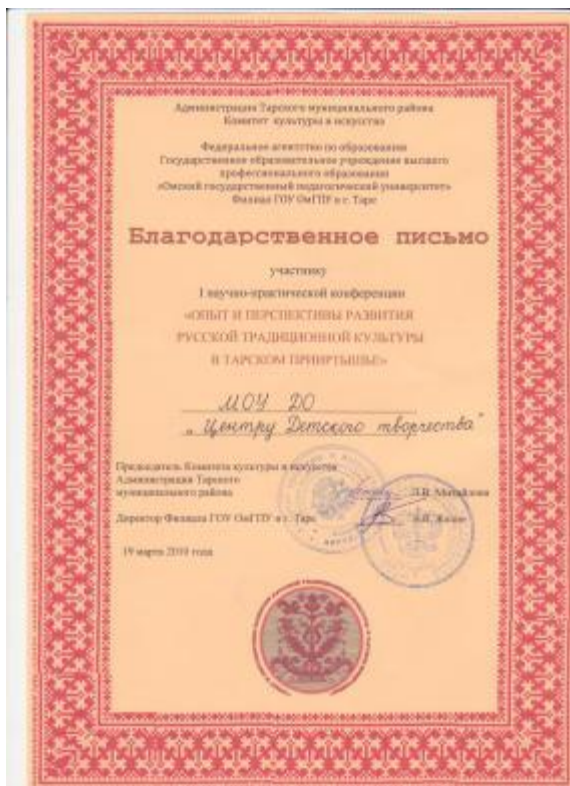 Администрация Тарского муниципального района
Комитет культуры и искусства
Федеральное агентство по образованию
Государственное образовательное учреждение высшего
профессионального образования
«Омский государственный педагогический университет»
Филиал ГОУ ОмГПУ в г. Таре
Благодарственное письмо
участнику
I научно-практической конференции
«ОПЫТ И ПЕРСПЕКТИВЫ РАЗВИТИЯ
РУССКОЙ ТРАДИЦИОННОЙ КУЛЬТУРЫ
В ТАРСКОМ ПРИИРТЫШЬЕ»
МОУ ДО
„Центру Детского творчества"
Председатель Комитета культуры и искусства
Администрации Тарского
муниципального района
Директор Филиала ГОУ ОмГПУ в г. Таре
19 марта 2010 года